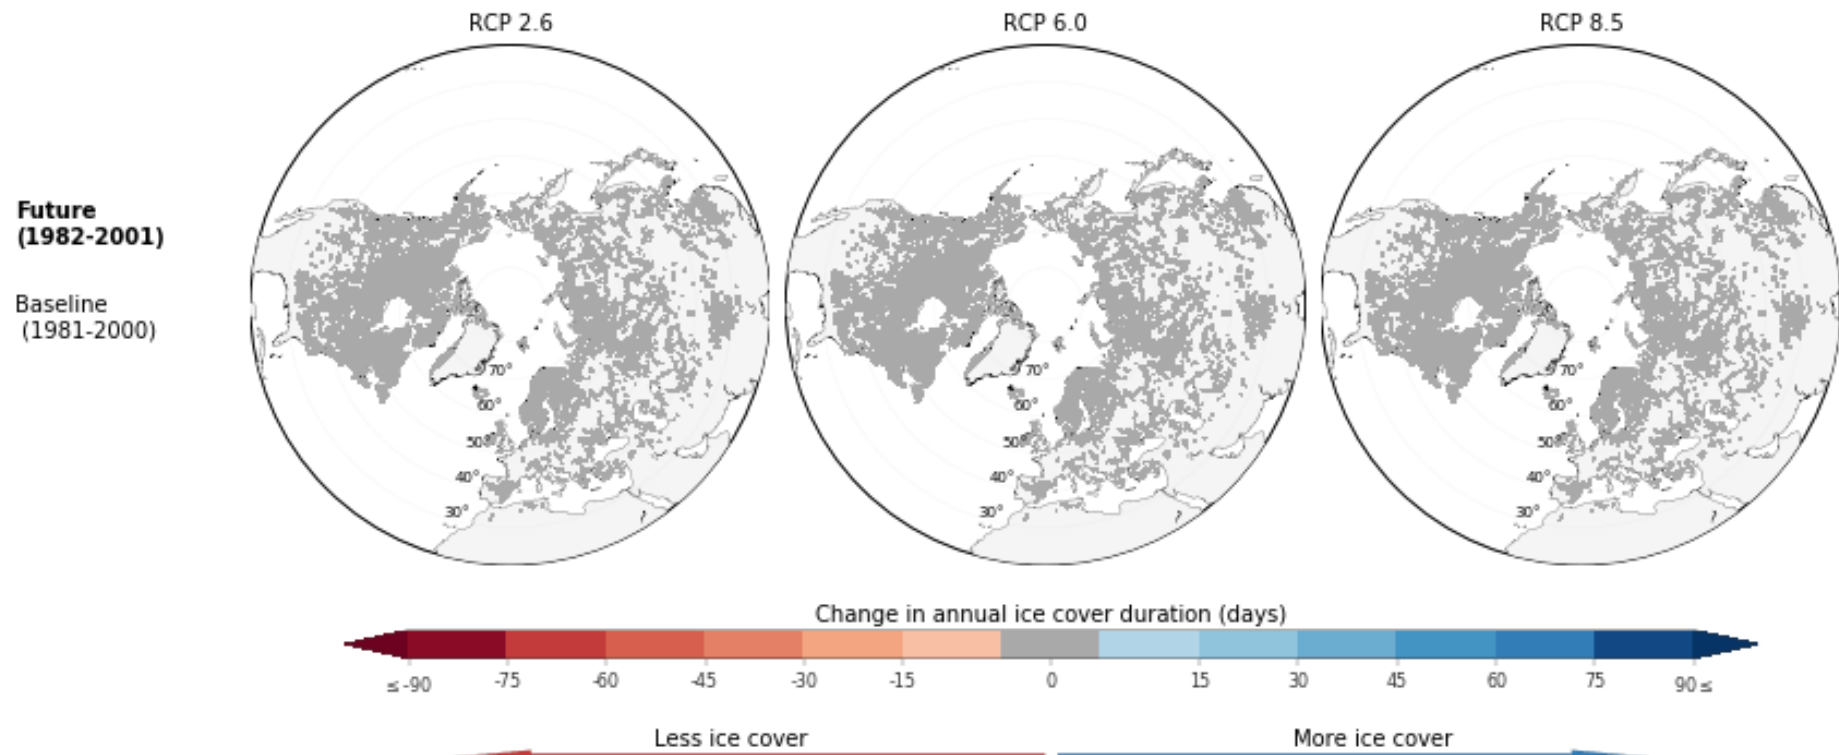 RCP 2.6
RCP 6.0
RCP 8.5
Future
(1982-2001)
Baseline
(1981-2000)
70°
60°
50°
40°
30°
70°
60°
50°
40°
30°
70°
60°
50°
40°
30°
Change in annual ice cover duration (days)
≤-90 -75 -60 -45 -30 -15 0 15 30 45 60 75 90≤
Less ice cover
More ice cover